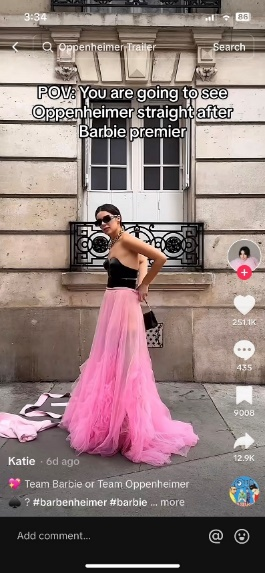 3:34
86
Oppenheimer Trailer
Search
POV: You are going to see
Oppenheimer straight after
Barbie premier
251.1K
435
9008
12.9K
Katie · 6d ago
💖 Team Barbie or Team Oppenheimer
♠️ ? #barbenheimer #barbie ... more
Add comment...